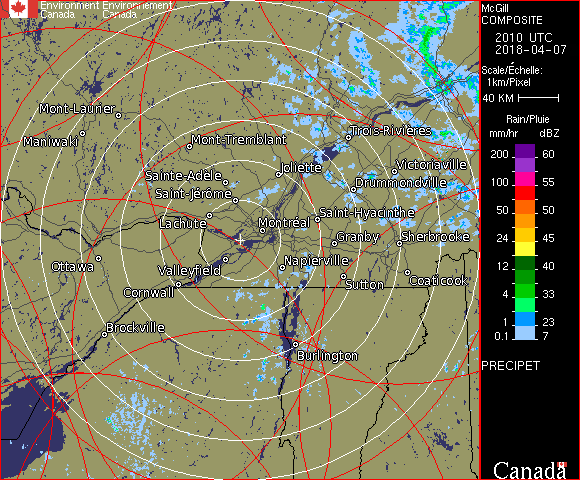 Environment Environnement
Canada Canada
McGill
COMPOSITE
2010 UTC
2018-04-07
Scale/Échelle:
1km/Pixel
40 KM
Rain/Pluie
mm/hr dBZ
200 60
100 55
50 50
24 45
12 40
4 33
1 23
0.1 7
PRECIPET
Canada
Mont-Laurier
Maniwaki
Mont-Tremblant
Trois-Rivières
Sainte-Adèle
Joliette
Victoriaville
Saint-Jérôme
Drummondville
Lachute
Montréal
Saint-Hyacinthe
Granby
Sherbrooke
Ottawa
Valleyfield
Napierville
Cornwall
Sutton
Coaticook
Brockville
Burlington